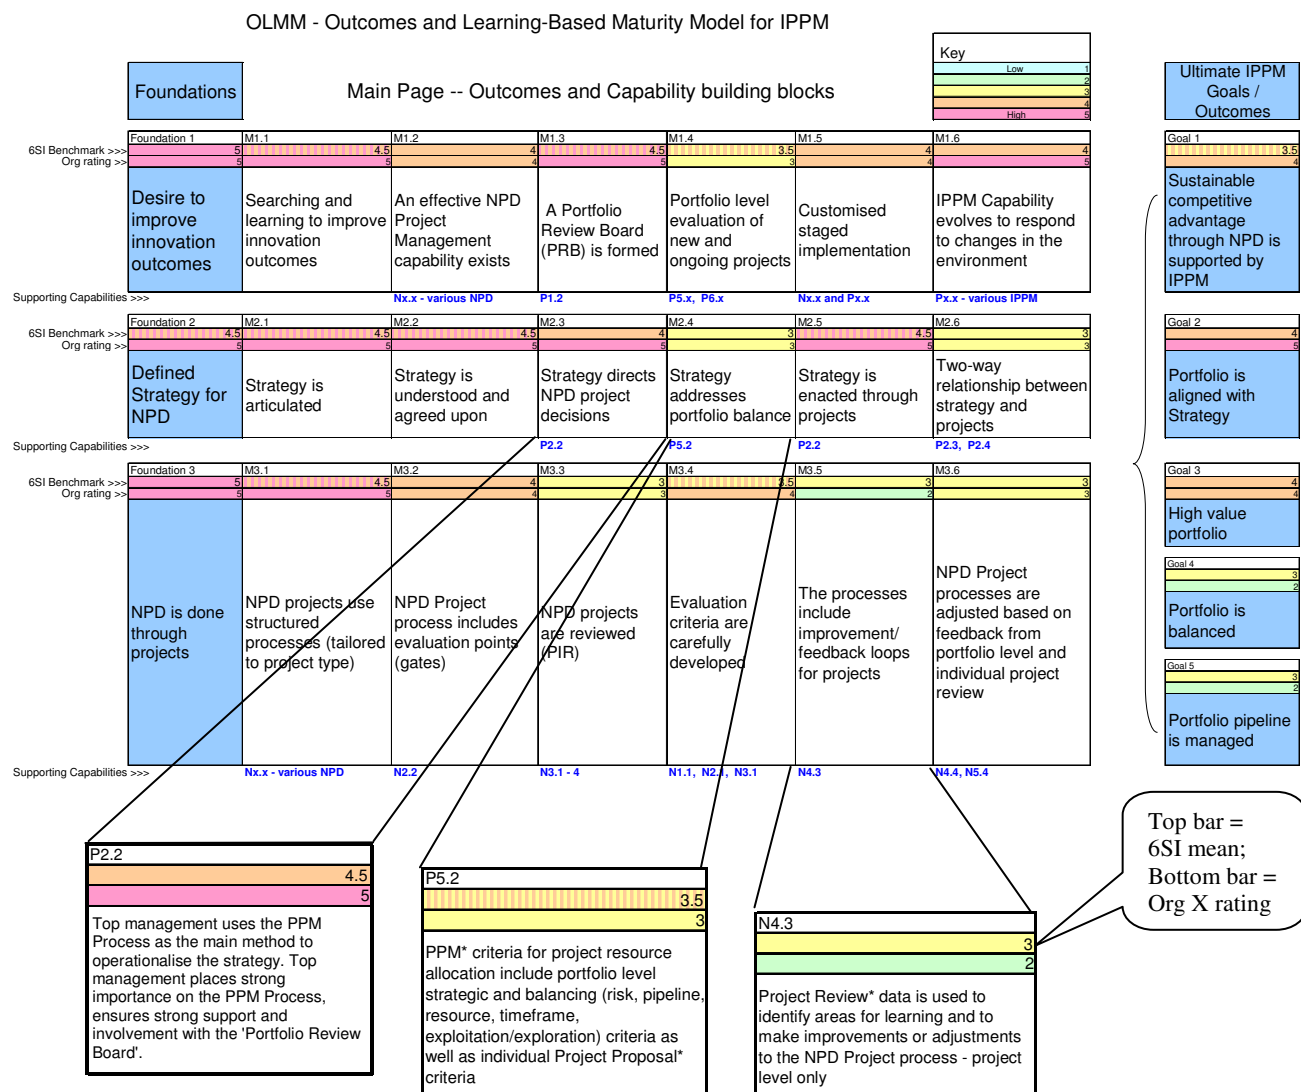 OLMM - Outcomes and Learning-Based Maturity Model for IPPM
Key
Low 1
2
3
4
High 5
Foundations
Main Page -- Outcomes and Capability building blocks
Ultimate IPPM
Goals /
Outcomes
Foundation 1 M1.1 M1.2 M1.3 M1.4 M1.5 M1.6 Goal 1
6SI Benchmark >>> 5 4.5 4 4.5 3.5 4 4 3.5
Org rating >> 5 5 4 5 3 4 5 4
Desire to
improve
innovation
outcomes
Searching and
learning to improve
innovation
outcomes
An effective NPD
Project
Management
capability exists
A Portfolio
Review Board
(PRB) is formed
Portfolio level
evaluation of
new and
ongoing projects
Customised
staged
implementation
IPPM Capability
evolves to respond
to changes in the
environment
Sustainable
competitive
advantage
through NPD is
supported by
IPPM
Supporting Capabilities >>> Nx.x - various NPD P1.2 P5.x, P6.x Nx.x and Px.x Px.x - various IPPM
Foundation 2 M2.1 M2.2 M2.3 M2.4 M2.5 M2.6 Goal 2
6SI Benchmark >>> 4.5 4.5 4.5 4 3 4.5 3 4
Org rating >> 5 5 5 5 3 5 3 5
Defined
Strategy for
NPD
Strategy is
articulated
Strategy is
understood and
agreed upon
Strategy directs
NPD project
decisions
Strategy
addresses
portfolio balance
Strategy is
enacted through
projects
Two-way
relationship between
strategy and
projects
Portfolio is
aligned with
Strategy
Supporting Capabilities >>> P2.2 P5.2 P2.2 P2.3, P2.4
Foundation 3 M3.1 M3.2 M3.3 M3.4 M3.5 M3.6 Goal 3
6SI Benchmark >>> 5 4.5 4 3 3.5 3 3 4
Org rating >> 5 5 4 3 4 2 3 4
NPD is done
through
projects
NPD projects use
structured
processes (tailored
to project type)
NPD Project
process includes
evaluation points
(gates)
NPD projects
are reviewed
(PIR)
Evaluation
criteria are
carefully
developed
The processes
include
improvement/
feedback loops
for projects
NPD Project
processes are
adjusted based on
feedback from
portfolio level and
individual project
review
High value
portfolio
Goal 4
3
2
Portfolio is
balanced
Goal 5
3
2
Portfolio pipeline
is managed
Supporting Capabilities >>> Nx.x - various NPD N2.2 N3.1 - 4 N1.1, N2.1, N3.1 N4.3 N4.4, N5.4
P2.2
4.5
5
Top management uses the PPM
Process as the main method to
operationalise the strategy. Top
management places strong
importance on the PPM Process,
ensures strong support and
involvement with the 'Portfolio Review
Board'.
P5.2
3.5
3
PPM* criteria for project resource
allocation include portfolio level
strategic and balancing (risk, pipeline,
resource, timeframe,
exploitation/exploration) criteria as
well as individual Project Proposal*
criteria
N4.3
3
2
Project Review* data is used to
identify areas for learning and to
make improvements or adjustments
to the NPD Project process - project
level only
Top bar =
6SI mean;
Bottom bar =
Org X rating